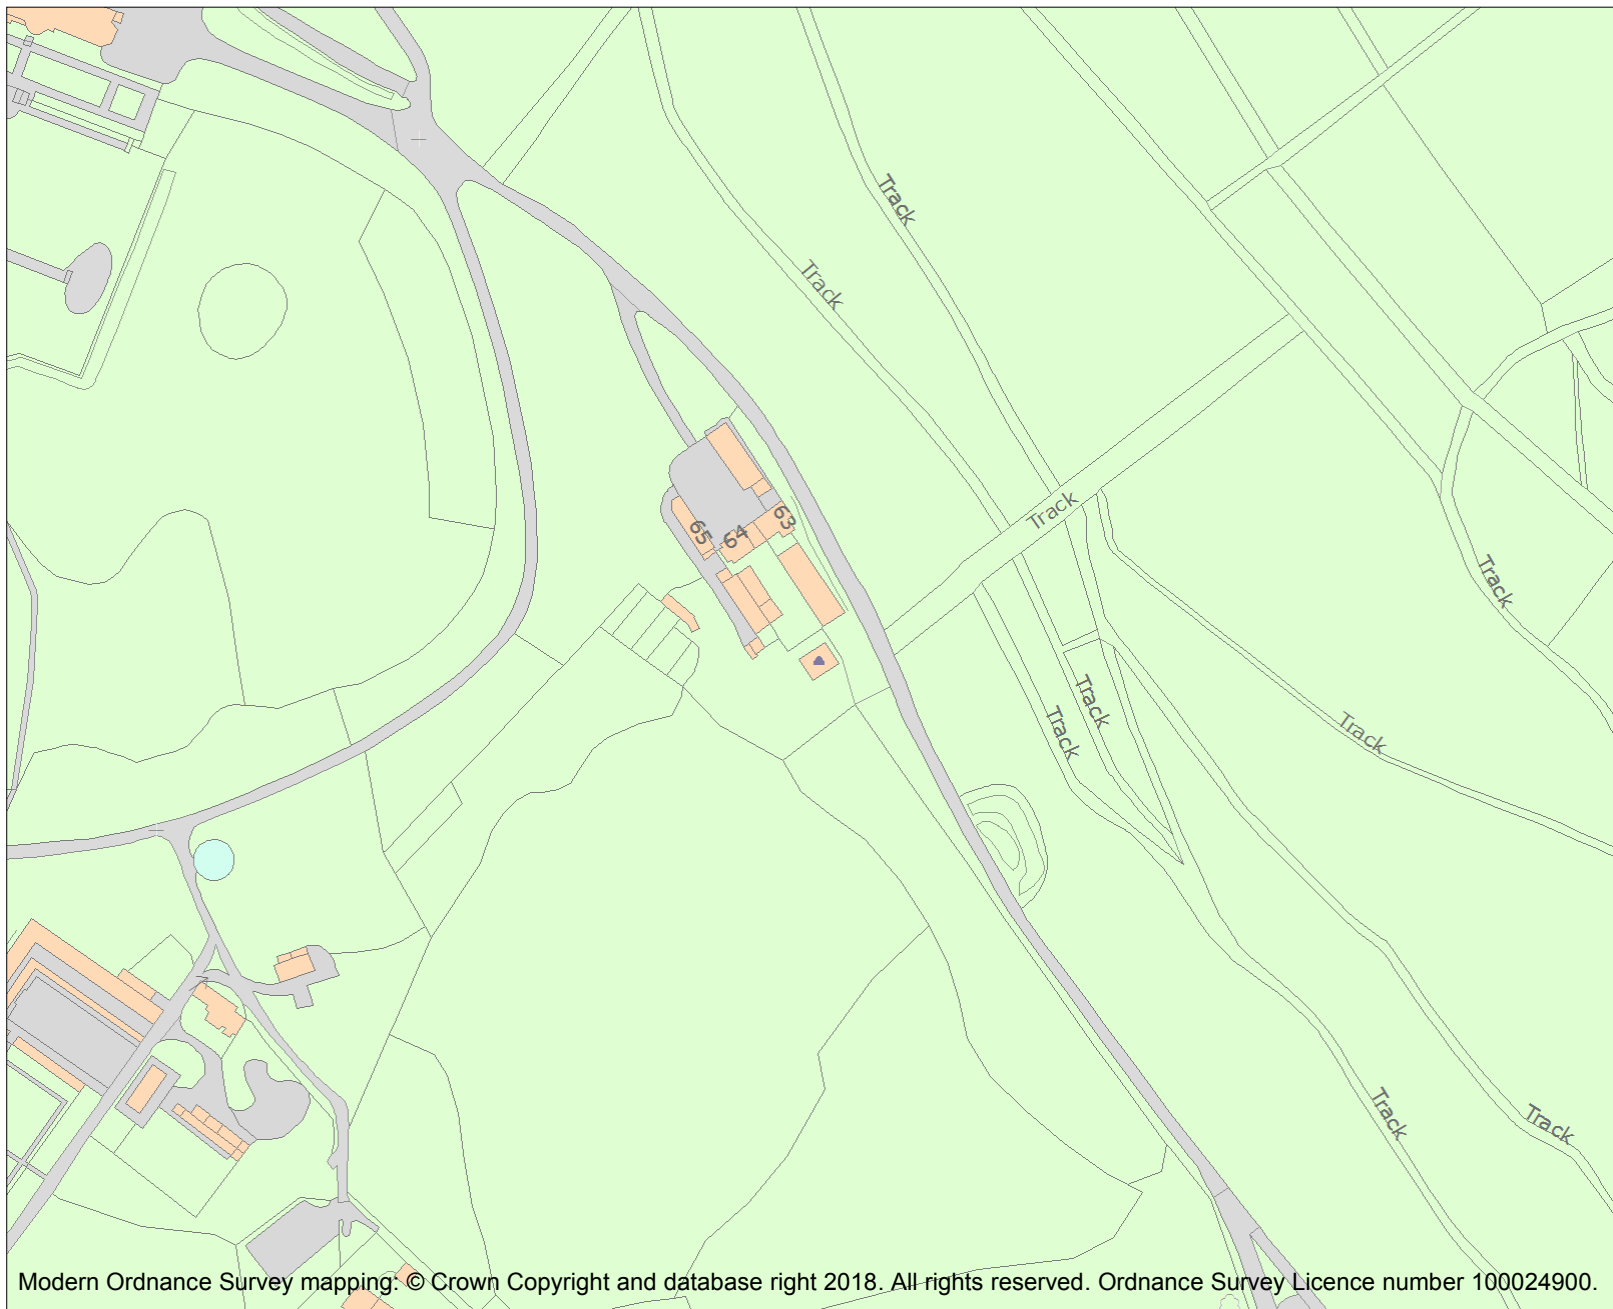 Track
Track
Track
63
64
65
Track
Track
Track
Track
Track
Track
Modern Ordnance Survey mapping: © Crown Copyright and database right 2018. All rights reserved. Ordnance Survey Licence number 100024900.